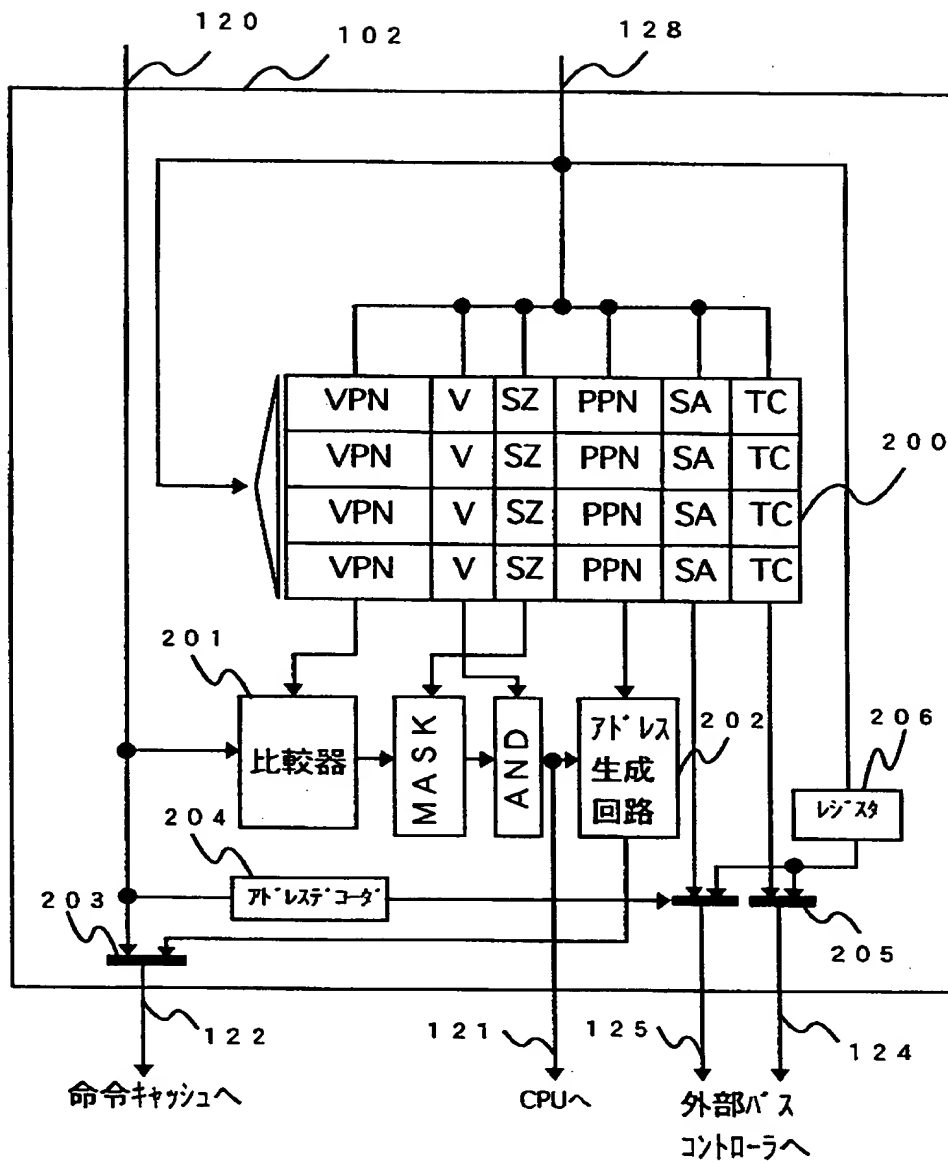 １２０
１０２
１２８
VPN V SZ PPN SA TC
VPN V SZ PPN SA TC
VPN V SZ PPN SA TC
VPN V SZ PPN SA TC
２００
２０１
比較器
MASK
AND
アドレス
生成
回路
２０２
２０６
レジスタ
２０４
アドレスデコーダ
２０３
２０５
１２２
１２１
１２５
１２４
命令キャッシュへ
CPUへ
外部バス
コントローラへ